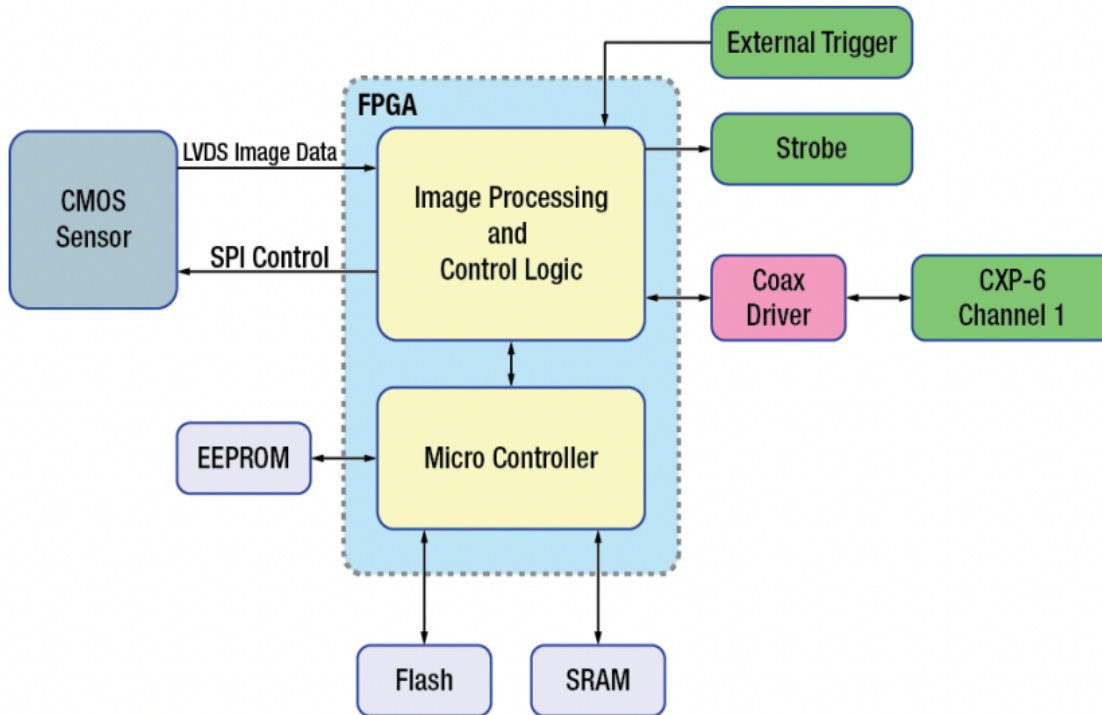 External Trigger
FPGA
Strobe
LVDS Image Data
CMOS
Sensor
Image Processing
and
Control Logic
SPI Control
Coax
Driver
CXP-6
Channel 1
EEPROM
Micro Controller
Flash
SRAM